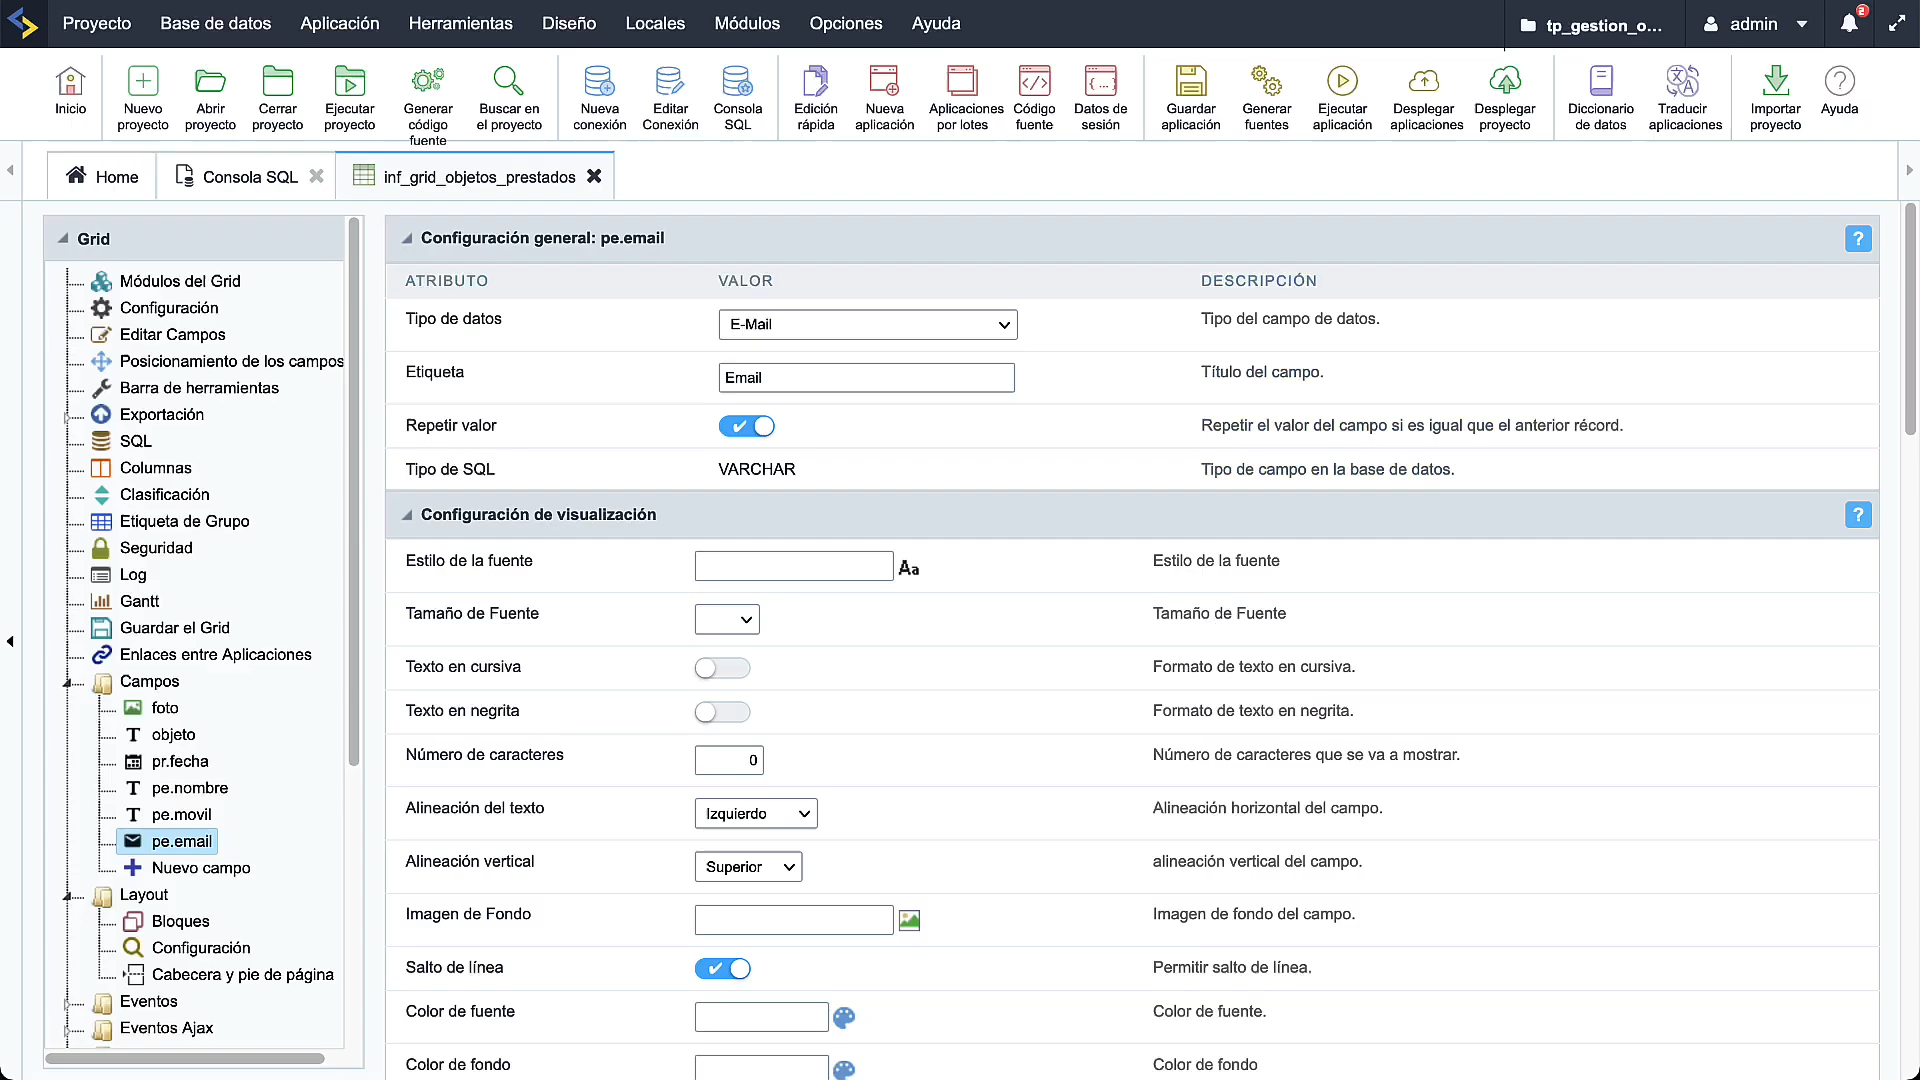 Proyecto Base de datos Aplicación Herramientas Diseño Locales Módulos Opciones Ayuda tp_gestion_o... admin 2
Inicio
Nuevo proyecto
Abrir proyecto
Cerrar proyecto
Ejecutar proyecto
Generar código fuente
Buscar en el proyecto
Nueva conexión
Editar Conexión
Consola SQL
Edición rápida
Nueva aplicación
Aplicaciones por lotes
Código fuente
Datos de sesión
Guardar aplicación
Generar fuentes
Ejecutar aplicación
Desplegar aplicaciones
Desplegar proyecto
Diccionario de datos
Traducir aplicaciones
Importar proyecto
Ayuda
Home Consola SQL inf_grid_objetos_prestados
Grid
Módulos del Grid
Configuración
Editar Campos
Posicionamiento de los campos
Barra de herramientas
Exportación
SQL
Columnas
Clasificación
Etiqueta de Grupo
Seguridad
Log
Gantt
Guardar el Grid
Enlaces entre Aplicaciones
Campos
foto
objeto
pr.fecha
pe.nombre
pe.movil
pe.email
Nuevo campo
Layout
Bloques
Configuración
Cabecera y pie de página
Eventos
Eventos Ajax
Configuración general: pe.email ?
ATRIBUTO VALOR DESCRIPCIÓN
Tipo de datos E-Mail Tipo del campo de datos.
Etiqueta Email Título del campo.
Repetir valor Repetir el valor del campo si es igual que el anterior récord.
Tipo de SQL VARCHAR Tipo de campo en la base de datos.
Configuración de visualización ?
Estilo de la fuente Aa Estilo de la fuente
Tamaño de Fuente Tamaño de Fuente
Texto en cursiva Formato de texto en cursiva.
Texto en negrita Formato de texto en negrita.
Número de caracteres 0 Número de caracteres que se va a mostrar.
Alineación del texto Izquierdo Alineación horizontal del campo.
Alineación vertical Superior alineación vertical del campo.
Imagen de Fondo Imagen de fondo del campo.
Salto de línea Permitir salto de línea.
Color de fuente Color de fuente.
Color de fondo Color de fondo